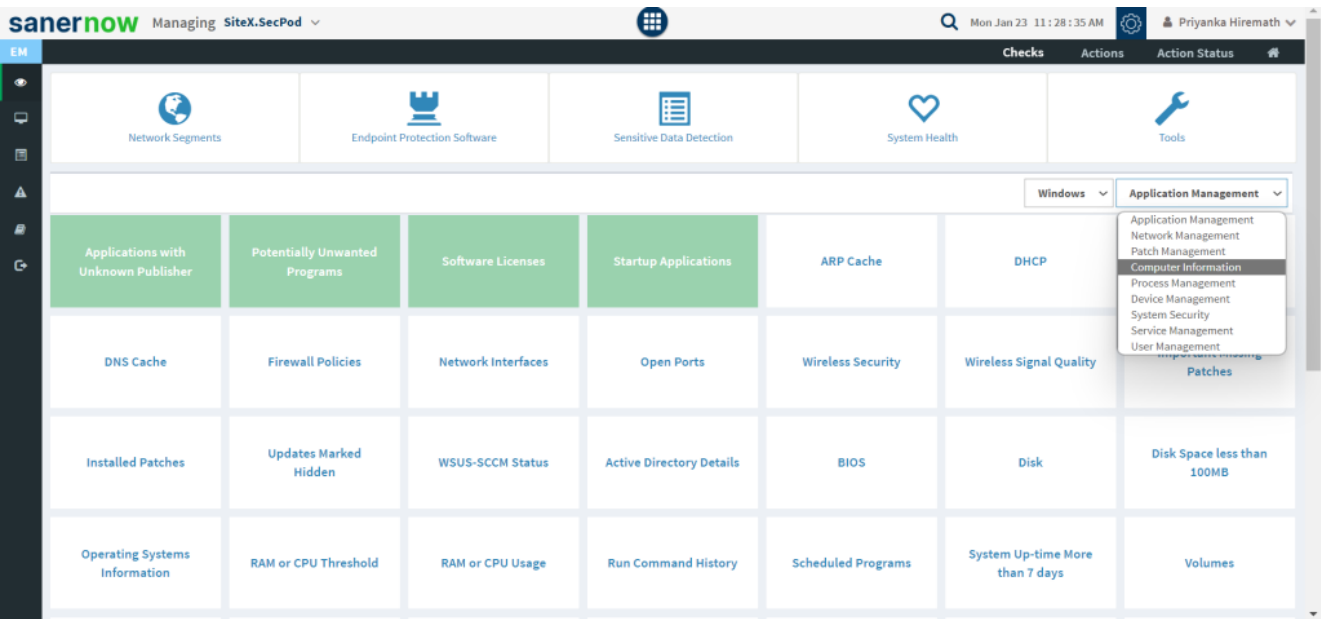 sanernow Managing SiteX.SecPod Mon Jan 23 11:28:35 AM Priyanka Hiremath
EM Checks Actions Action Status
Network Segments Endpoint Protection Software Sensitive Data Detection System Health Tools
Windows Application Management
Application Management
Network Management
Patch Management
Computer Information
Process Management
Device Management
System Security
Service Management
User Management
Applications with
Unknown Publisher
Potentially Unwanted
Programs
Software Licenses
Startup Applications
ARP Cache
DHCP
DNS Cache
Firewall Policies
Network Interfaces
Open Ports
Wireless Security
Wireless Signal Quality
Important Missing
Patches
Installed Patches
Updates Marked
Hidden
WSUS-SCCM Status
Active Directory Details
BIOS
Disk
Disk Space less than
100MB
Operating Systems
Information
RAM or CPU Threshold
RAM or CPU Usage
Run Command History
Scheduled Programs
System Up-time More
than 7 days
Volumes